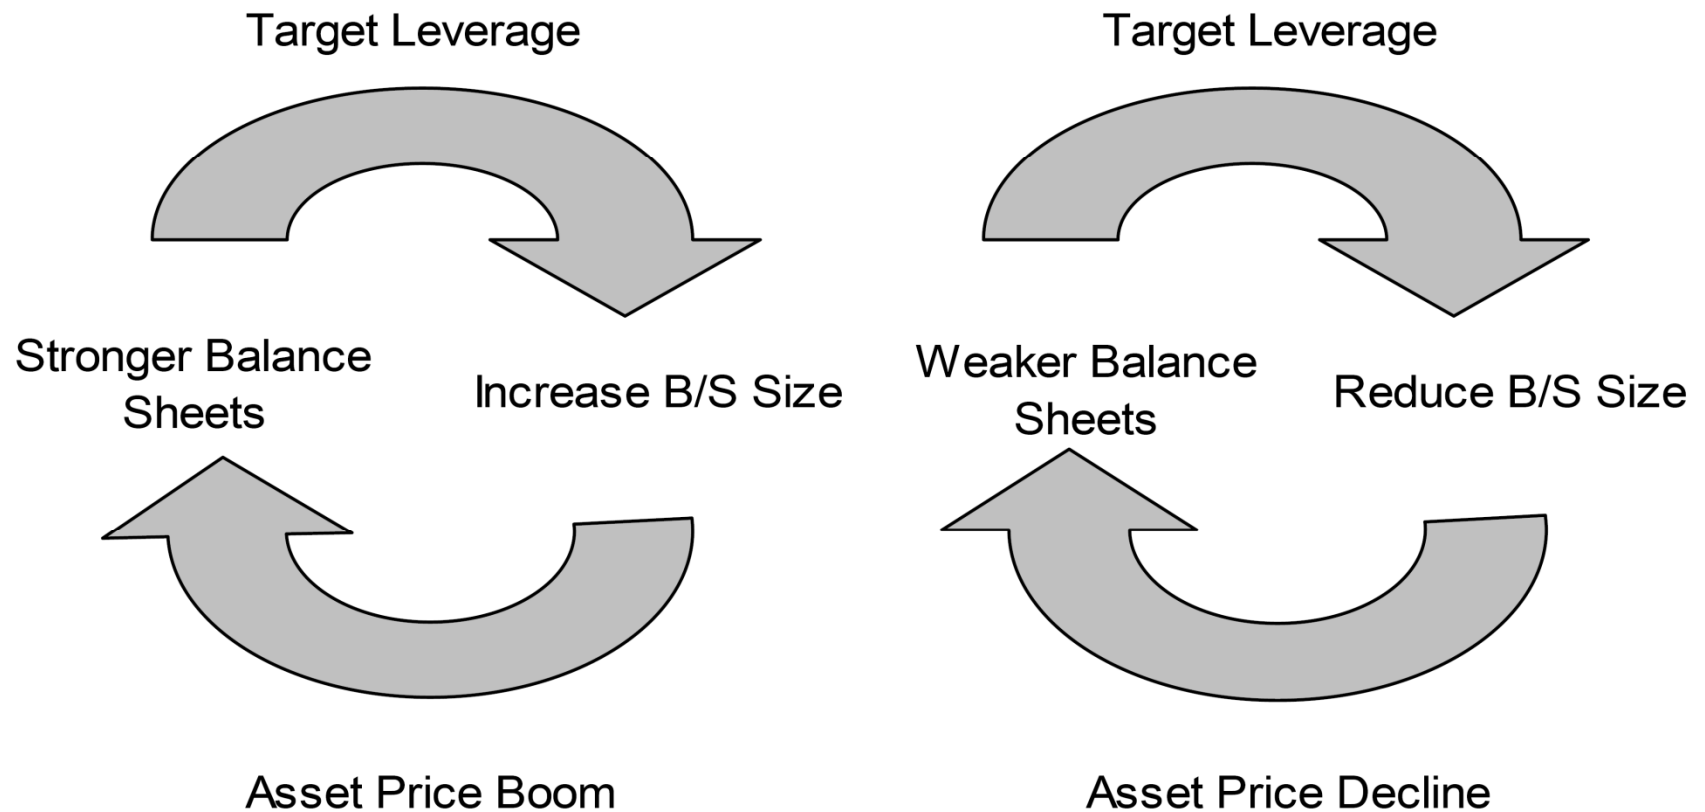 Target Leverage
Stronger Balance
Sheets
Increase B/S Size
Asset Price Boom
Target Leverage
Weaker Balance
Sheets
Reduce B/S Size
Asset Price Decline